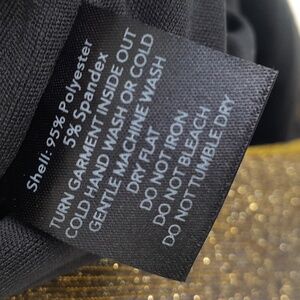 Shell: 95% Polyester
5% Spandex
TURN GARMENT INSIDE OUT
COLD HAND WASH OR COLD
GENTLE MACHINE WASH
DRY FLAT
DO NOT IRON
DO NOT BLEACH
DO NOT TUMBLE DRY